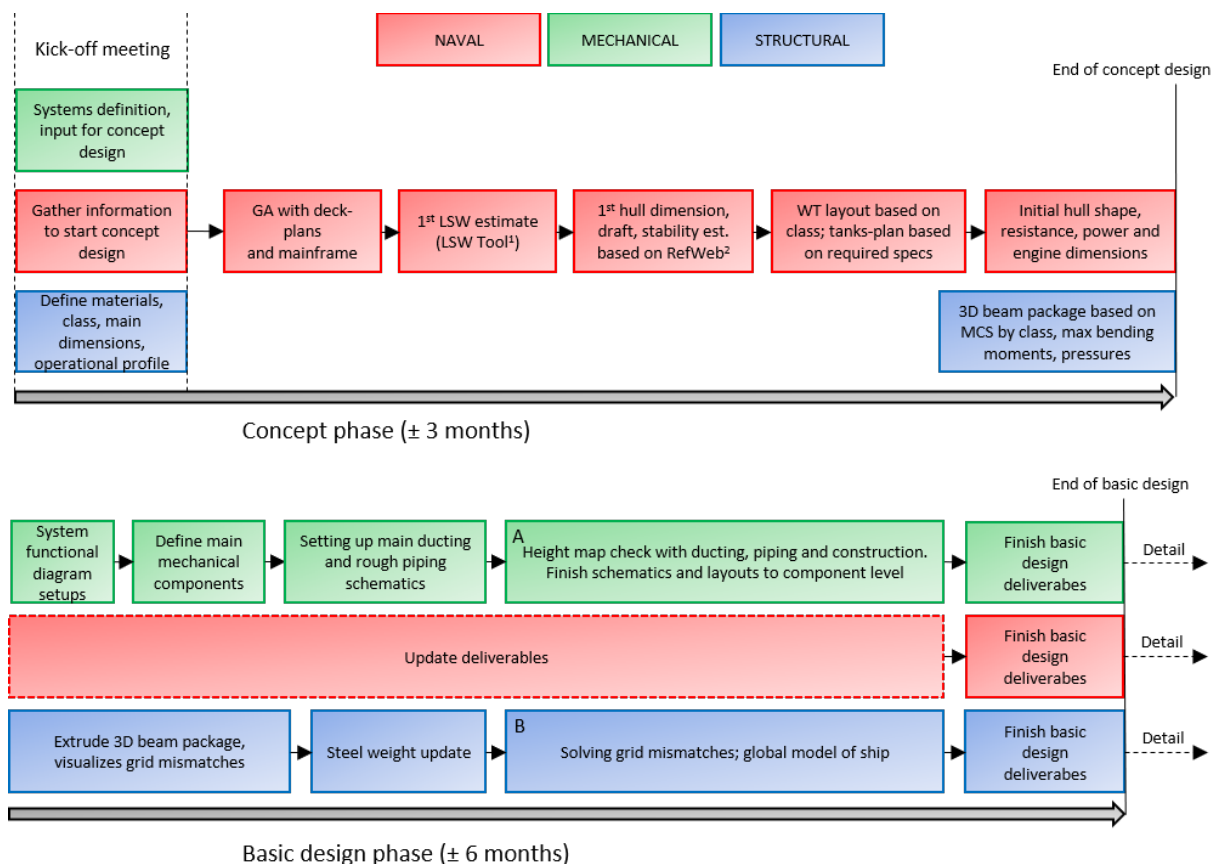 Kick-off meeting
NAVAL
MECHANICAL
STRUCTURAL
End of concept design
Systems definition,
input for concept
design
Gather information
to start concept
design
GA with deck-
plans
and mainframe
1st LSW estimate
(LSW Tool1)
1st hull dimension,
draft, stability est.
based on RefWeb2
WT layout based on
class; tanks-plan based
on required specs
Initial hull shape,
resistance, power and
engine dimensions
Define materials,
class, main
dimensions,
operational profile
3D beam package based on
MCS by class, max bending
moments, pressures
Concept phase (± 3 months)
End of basic design
System
functional
diagram
setups
Define main
mechanical
components
Setting up main ducting
and rough piping
schematics
A
Height map check with ducting, piping and construction.
Finish schematics and layouts to component level
Finish basic
design
deliverabes
Detail
Update deliverables
Finish basic
design
deliverabes
Detail
Extrude 3D beam package,
visualizes grid mismatches
Steel weight update
B
Solving grid mismatches; global model of ship
Finish basic
design
deliverabes
Detail
Basic design phase (± 6 months)